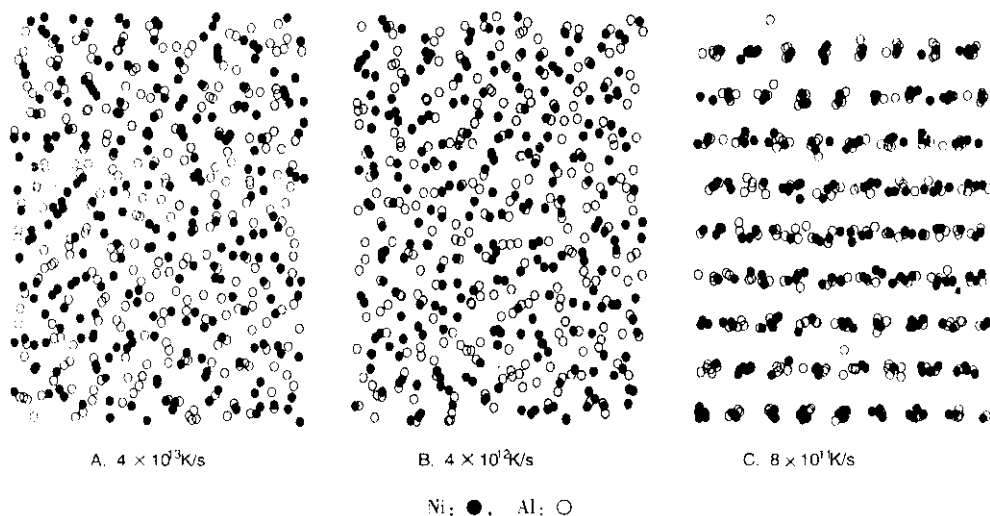 A. 4 × 10¹³K/s
B. 4 × 10¹²K/s
C. 8 × 10¹¹K/s
Ni: ●, Al: ○